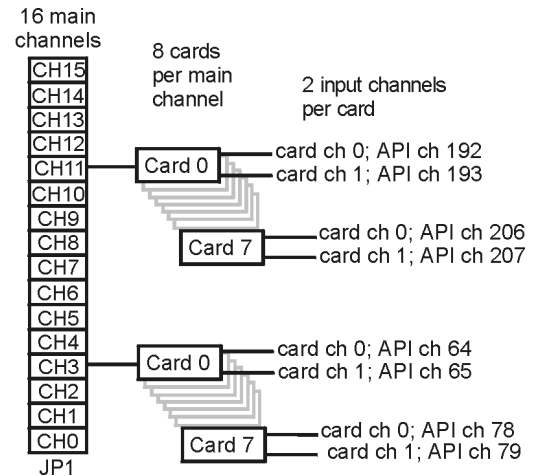 16 main
channels
8 cards
per main
channel
2 input channels
per card
CH15
CH14
CH13
CH12
CH11
CH10
CH9
CH8
CH7
CH6
CH5
CH4
CH3
CH2
CH1
CH0
JP1
Card 0
card ch 0; API ch 192
card ch 1; API ch 193
Card 7
card ch 0; API ch 206
card ch 1; API ch 207
Card 0
card ch 0; API ch 64
card ch 1; API ch 65
Card 7
card ch 0; API ch 78
card ch 1; API ch 79